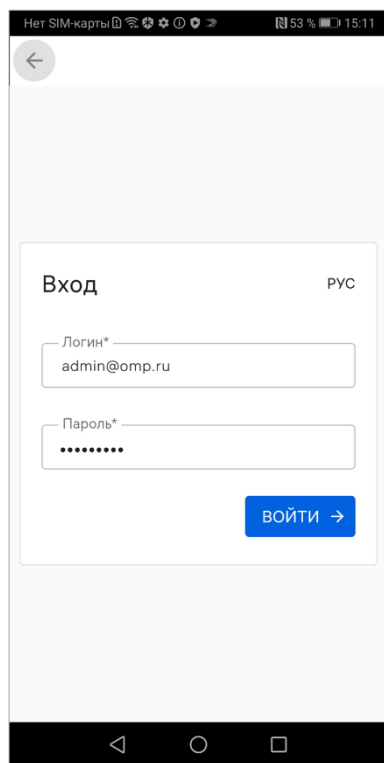 Нет SIM-карты 53 % 15:11
Вход
РУС
Логин*
admin@omp.ru
Пароль*
•••••••••
ВОЙТИ →